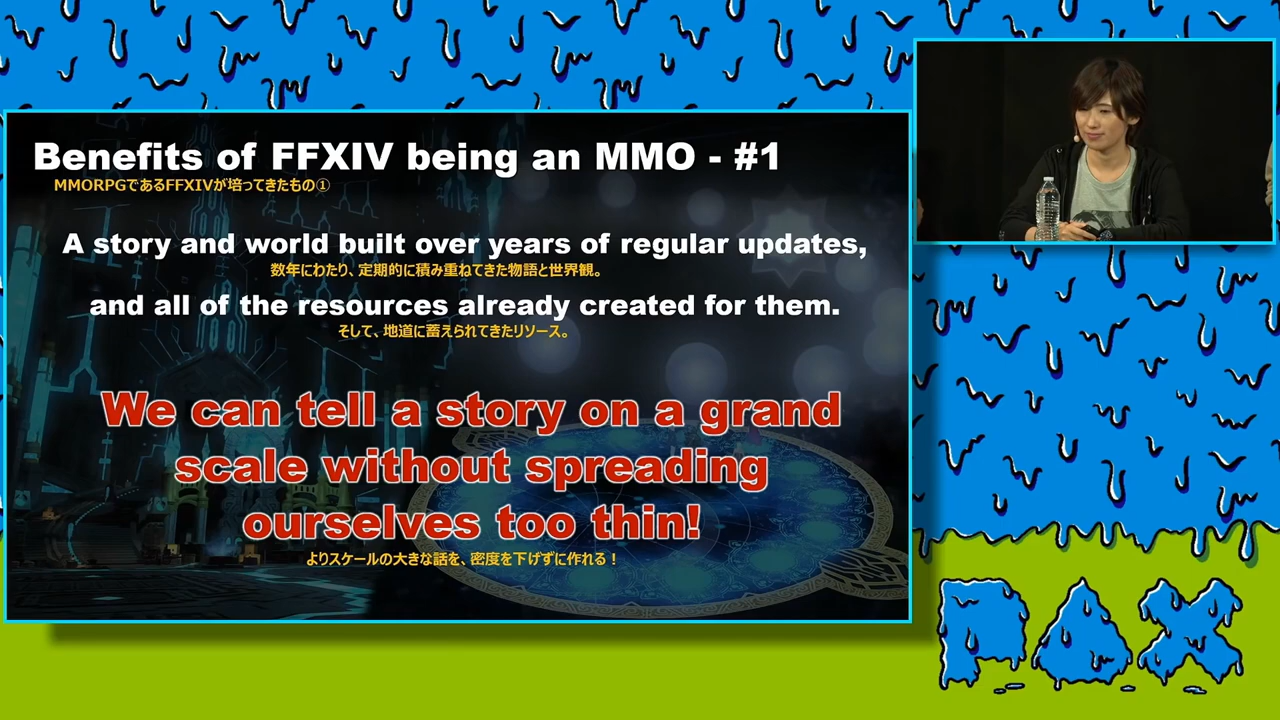 Benefits of FFXIV being an MMO - #1
MMORPGであるFFXIVが培ってきたもの①
A story and world built over years of regular updates,
数年にわたり、定期的に積み重ねてきた物語と世界観。
and all of the resources already created for them.
そして、地道に蓄えられてきたリソース。
We can tell a story on a grand
scale without spreading
ourselves too thin!
よりスケールの大きな話を、密度を下げずに作れる！
PAX